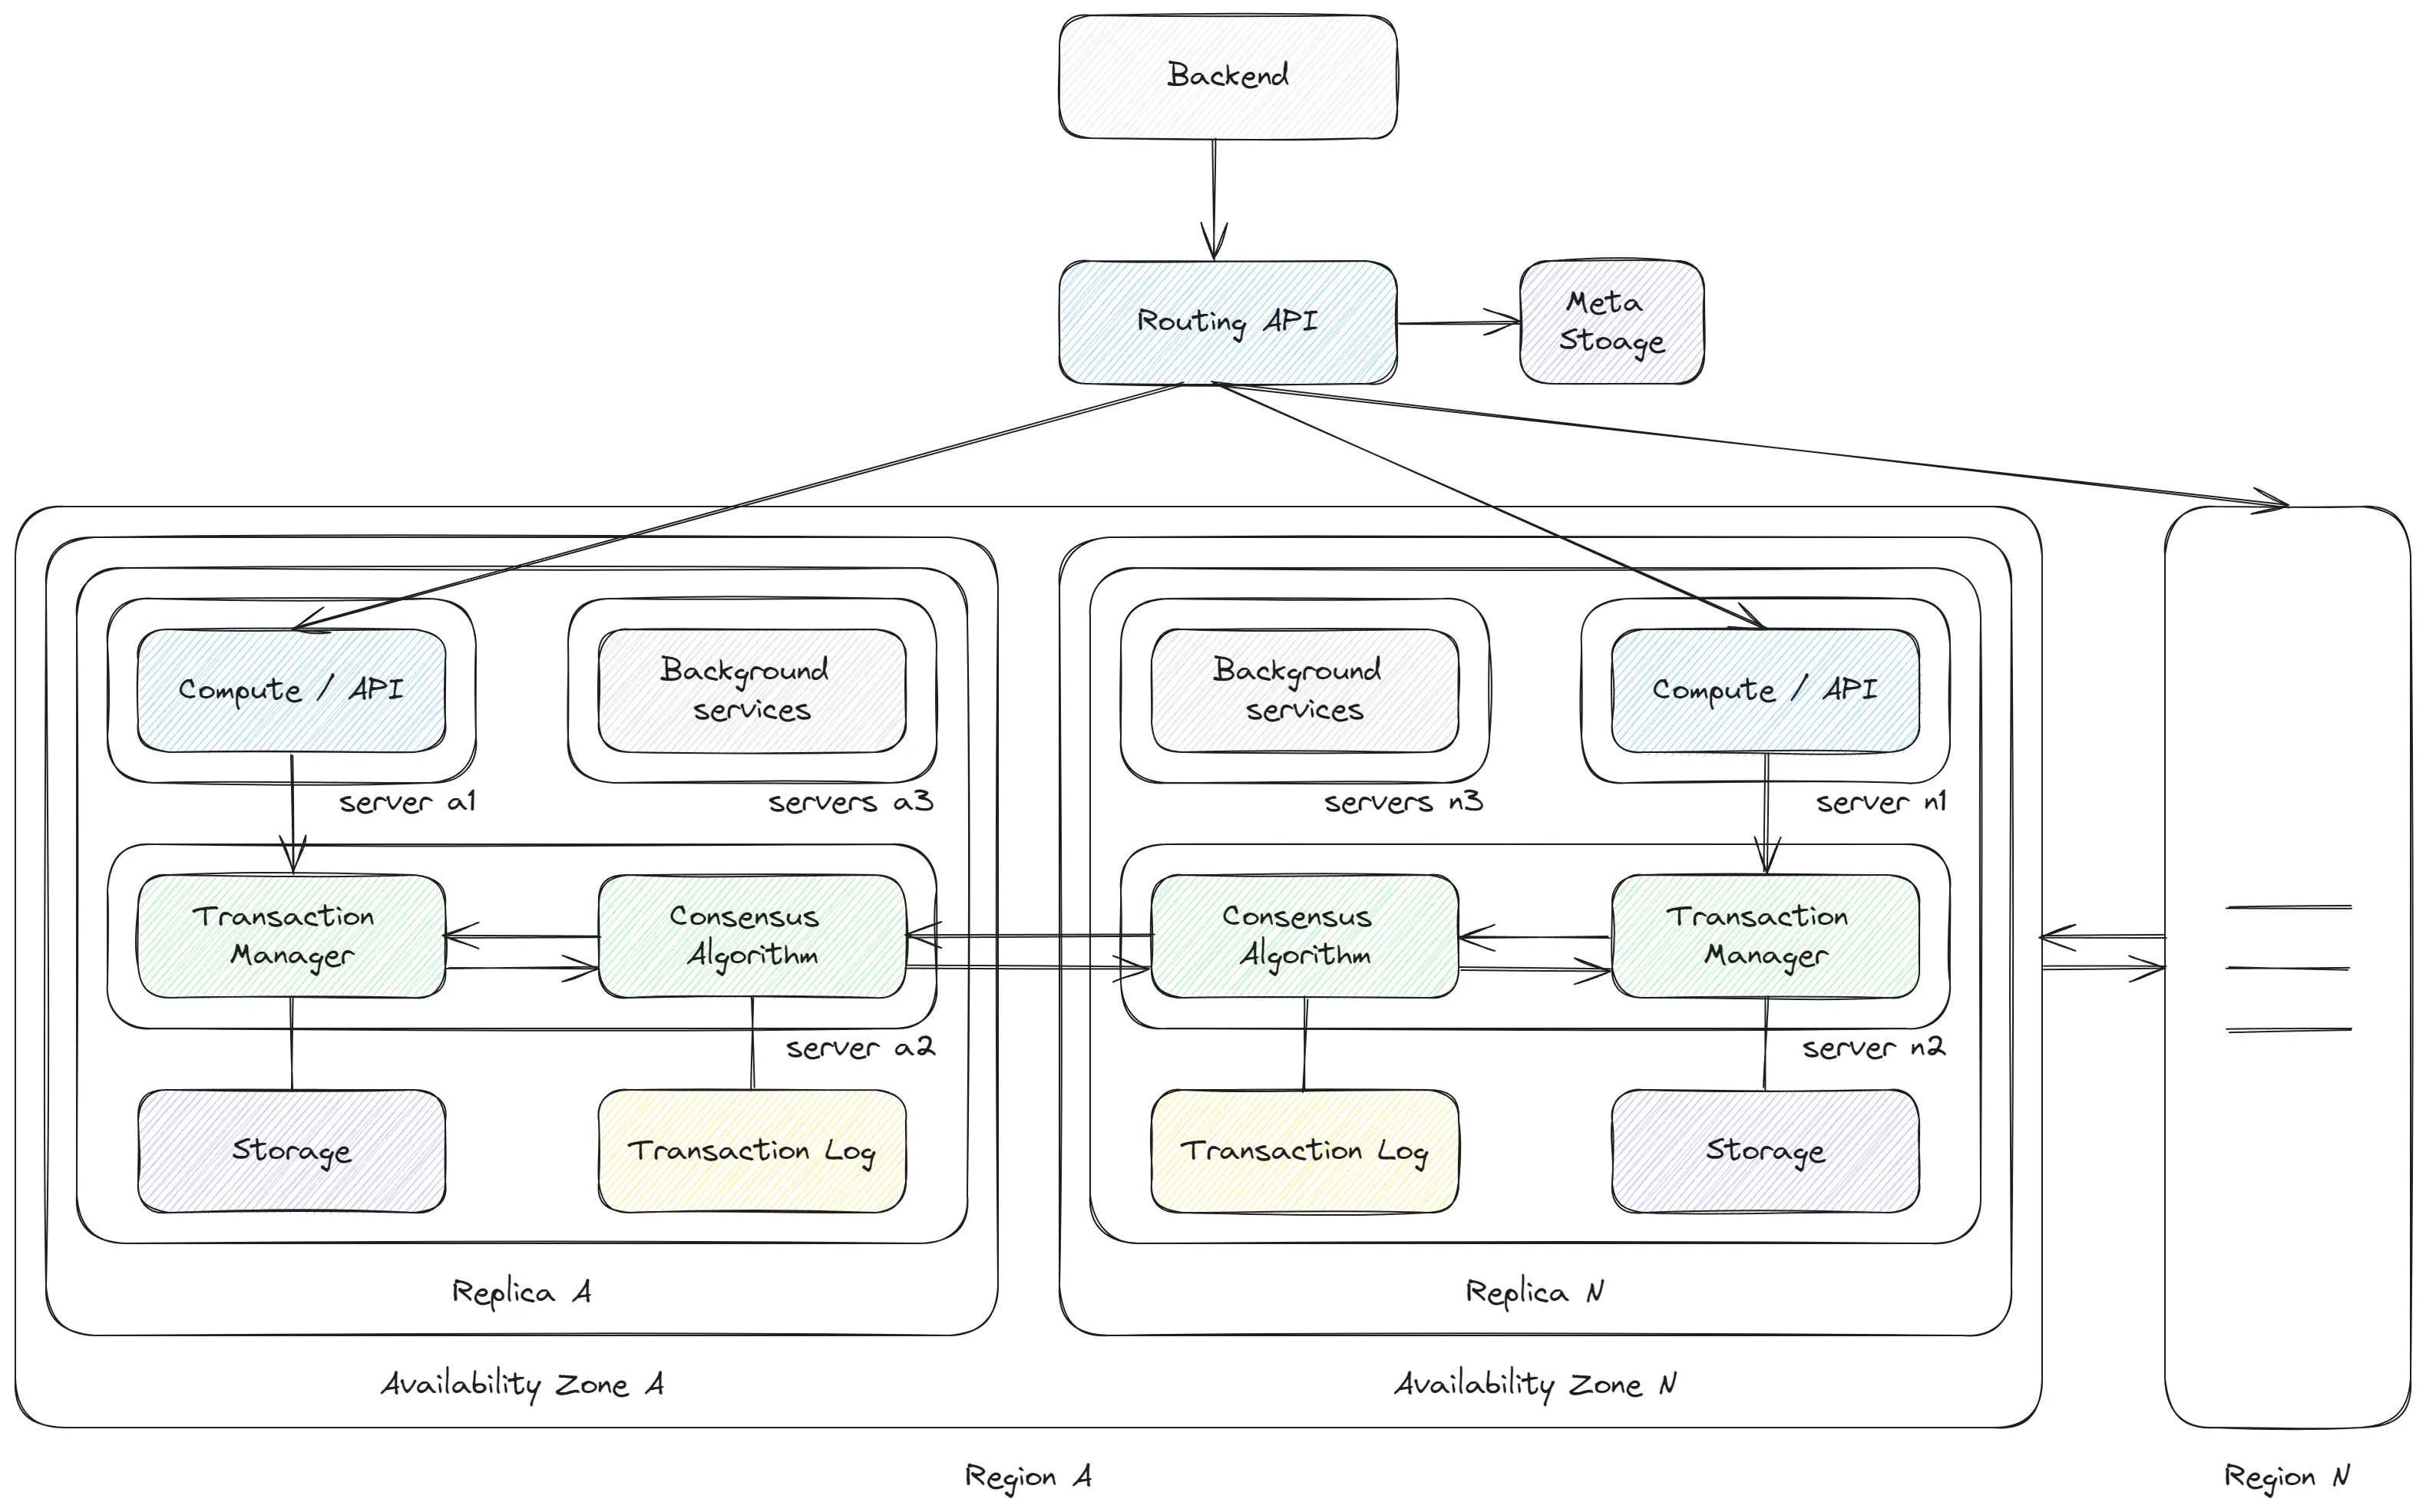 Backend
Routing API
Meta
Stoage
Compute / API
Background
services
Background
services
Compute / API
server a1
servers a3
servers n3
server n1
Transaction
Manager
Consensus
Algorithm
Consensus
Algorithm
Transaction
Manager
server a2
server n2
Storage
Transaction Log
Transaction Log
Storage
Replica A
Replica N
Availability Zone A
Availability Zone N
Region A
Region N